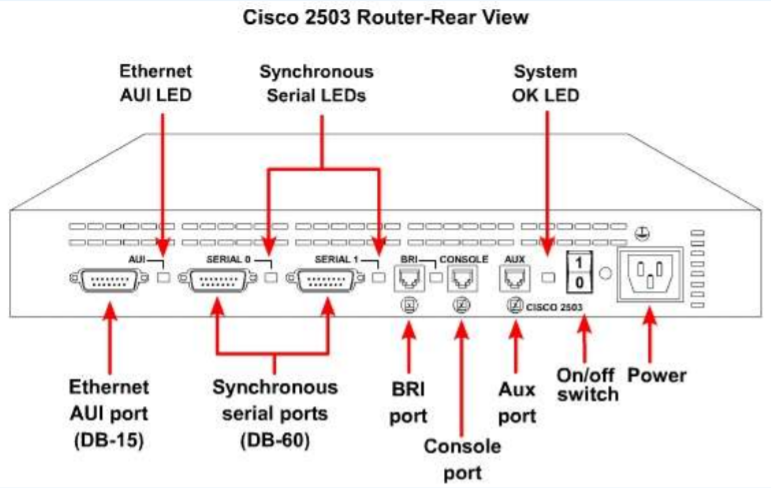 Cisco 2503 Router-Rear View
Ethernet
AUI LED
Synchronous
Serial LEDs
System
OK LED
AUI
SERIAL 0
SERIAL 1
BRI
CONSOLE
AUX
1
0
CISCO 2503
Ethernet
AUI port
(DB-15)
Synchronous
serial ports
(DB-60)
BRI
port
Console
port
Aux
port
On/off
switch
Power